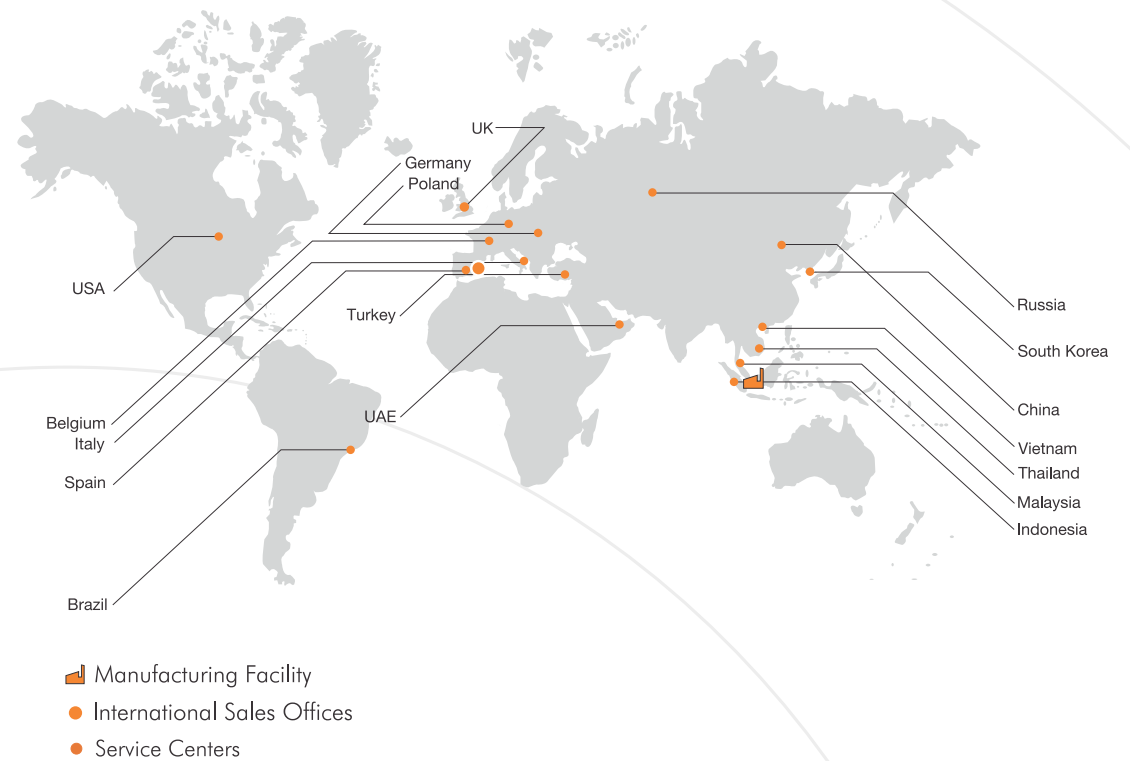 UK
Germany
Poland
USA
Turkey
Russia
South Korea
Belgium
UAE
China
Italy
Vietnam
Thailand
Spain
Malaysia
Indonesia
Brazil
Manufacturing Facility
International Sales Offices
Service Centers